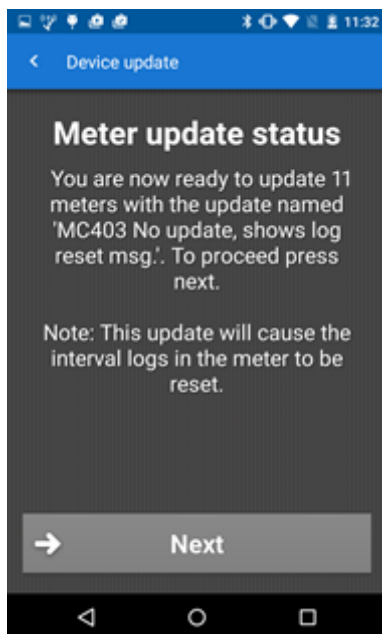 11:32
Device update
Meter update status
You are now ready to update 11
meters with the update named
'MC403 No update, shows log
reset msg.'. To proceed press
next.
Note: This update will cause the
interval logs in the meter to be
reset.
Next